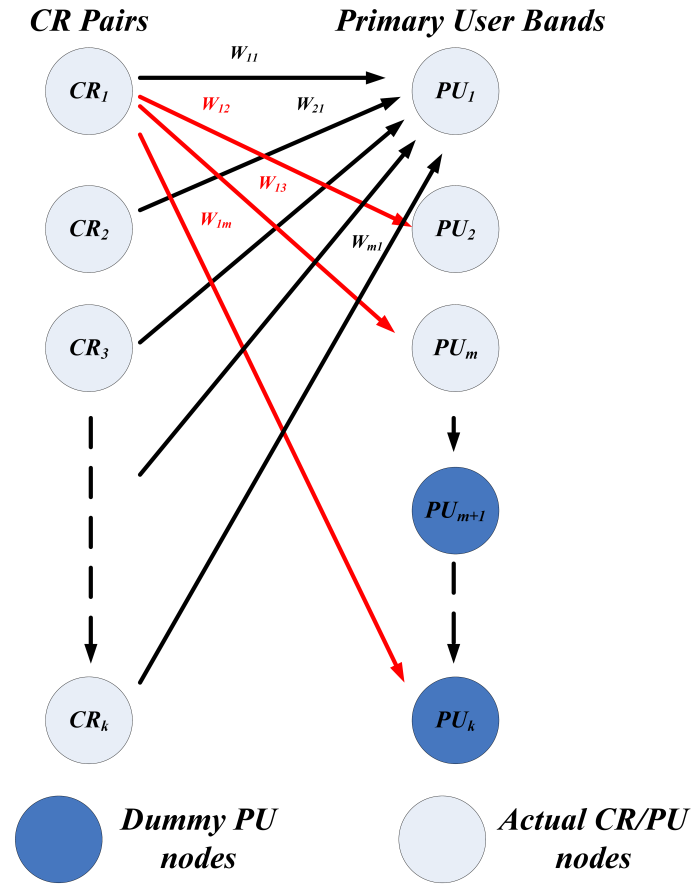 CR Pairs
Primary User Bands
W11
CR1
W12
W21
PU1
W13
CR2
W1m
Wm1
PU2
CR3
PUm
PUm+1
CRk
PUk
Dummy PU
nodes
Actual CR/PU
nodes